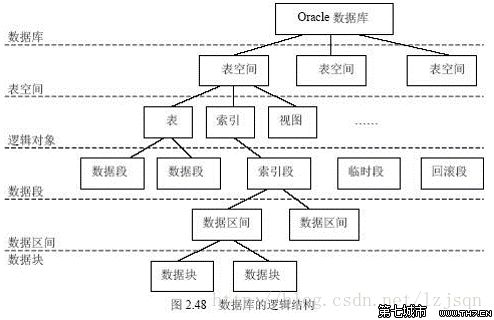 Oracle 数据库
数据库
表空间 表空间 表空间
表空间
表 索引 视图 ……
逻辑对象
数据段 数据段 索引段 临时段 回滚段
数据段
数据区间 数据区间
数据区间
数据块
数据块 数据块
图 2.48 数据库的逻辑结构
http://blog.csdn.net/lzjsqn
第七城市 TH7.CN